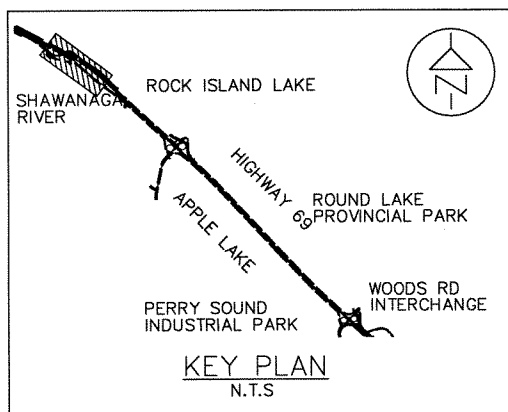 ROCK ISLAND LAKE
SHAWANAGA
RIVER
HIGHWAY 69
ROUND LAKE
PROVINCIAL PARK
APPLE LAKE
WOODS RD
INTERCHANGE
PERRY SOUND
INDUSTRIAL PARK
KEY PLAN
N.T.S
N